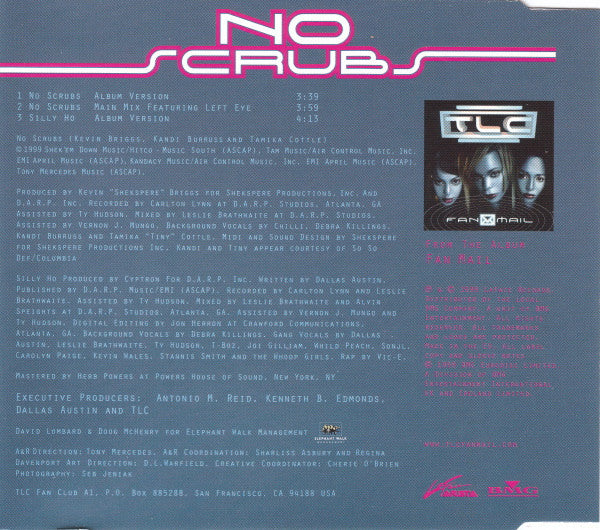 NO
SCRUBS
1 No Scrubs Album Version 3:39
2 No Scrubs Main Mix Featuring Left Eye 3:59
3 Silly Ho Album Version 4:13
No Scrubs (Kevin Briggs, Kandi Burruss and Tamika Cottle)
© 1999 Shek'em Down Music/Hitco - Music South (ASCAP), Tam Music/Air Control Music, Inc.
EMI April Music (ASCAP), Kandacy Music/Air Control Music, Inc. EMI April Music (ASCAP),
Tony Mercedes Music (ASCAP).
Produced by Kevin "Shekspere" Briggs for Shekspere Productions, Inc. and
D.A.R.P. Inc. Recorded by Carlton Lynn at D.A.R.P. Studios, Atlanta, GA
Assisted by Ty Hudson. Mixed by Leslie Brathwaite at D.A.R.P. Studios.
Assisted by Vernon J. Mungo. Background Vocals by Chilli, Debra Killings,
Kandi Burruss and Tamika "Tiny" Cottle. Midi and Sound Design by Shekspere
for Shekspere Productions Inc. Kandi and Tiny appear courtesy of So So
Def/Columbia
Silly Ho Produced by Cyptron For D.A.R.P. Inc. Written by Dallas Austin.
Published by D.A.R.P. Music/EMI (ASCAP). Recorded by Carlton Lynn and Leslie
Brathwaite. Assisted by Ty Hudson. Mixed by Leslie Brathwaite and Alvin
Speights at D.A.R.P. Studios, Atlanta, GA. Assisted by Vernon J. Mungo and
Ty Hudson. Digital Editing by Jon Heron at Crawford Communications,
Atlanta, GA. Background Vocals by Debra Killings. Gang Vocals by Dallas
Austin, Leslie Brathwaite, Ty Hudson, T-Boz, Joi Gilliam, Whild Peach, Sonji,
Carolyn Paige, Kevin Wales, Stannis Smith and the Whom Girls. Rap by Vic-E.
Mastered by Herb Powers at Powers House of Sound, New York, NY
Executive Producers: Antonio M. Reid, Kenneth B. Edmonds,
Dallas Austin and TLC
David Lombard & Doug McHenry for Elephant Walk Management
ELEPHANT WALK
A&R Direction: Tony Mercedes. A&R Coordination: Sharliss Asbury and Regina
Davenport Art Direction: D.L.Warfield. Creative Coordinator: Cherie O'Brien
Photography: Seb Jeniak
TLC Fan Club A1, P.O. Box 885288, San Francisco, CA 94188 USA
TLC
FANMAIL
From The album
Fan Mail
www.peeponthis.com